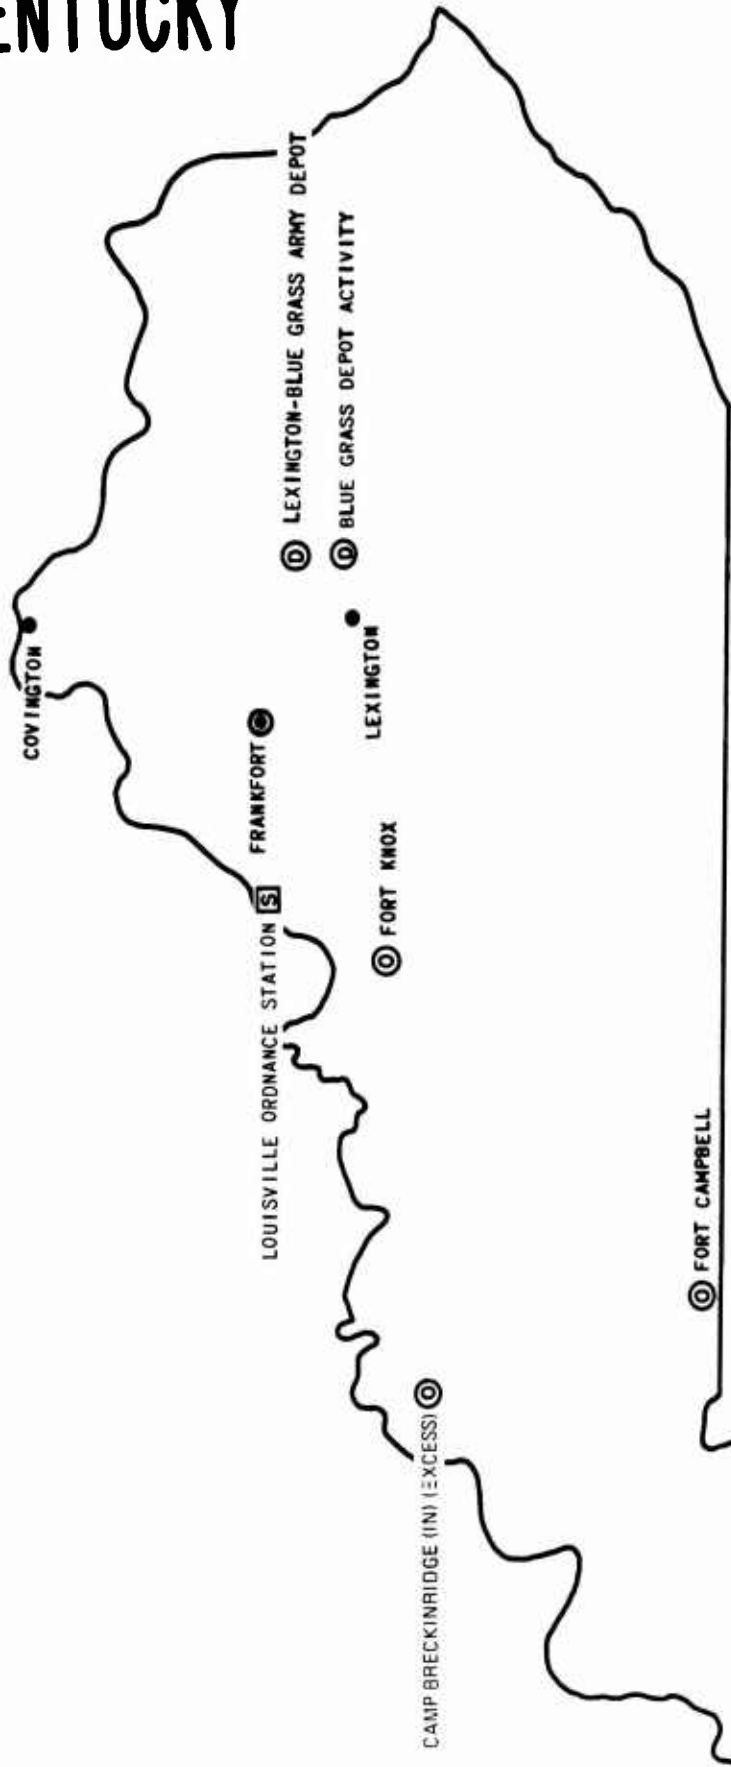 ENTUCKY
COVINGTON
LEXINGTON-BLUE GRASS ARMY DEPOT
D
BLUE GRASS DEPOT ACTIVITY
D
FRANKFORT
LEXINGTON
LOUISVILLE ORDNANCE STATION
S
FORT KNOX
O
CAMP BRECKINRIDGE (IN) (EXCESS)
O
FORT CAMPBELL
O